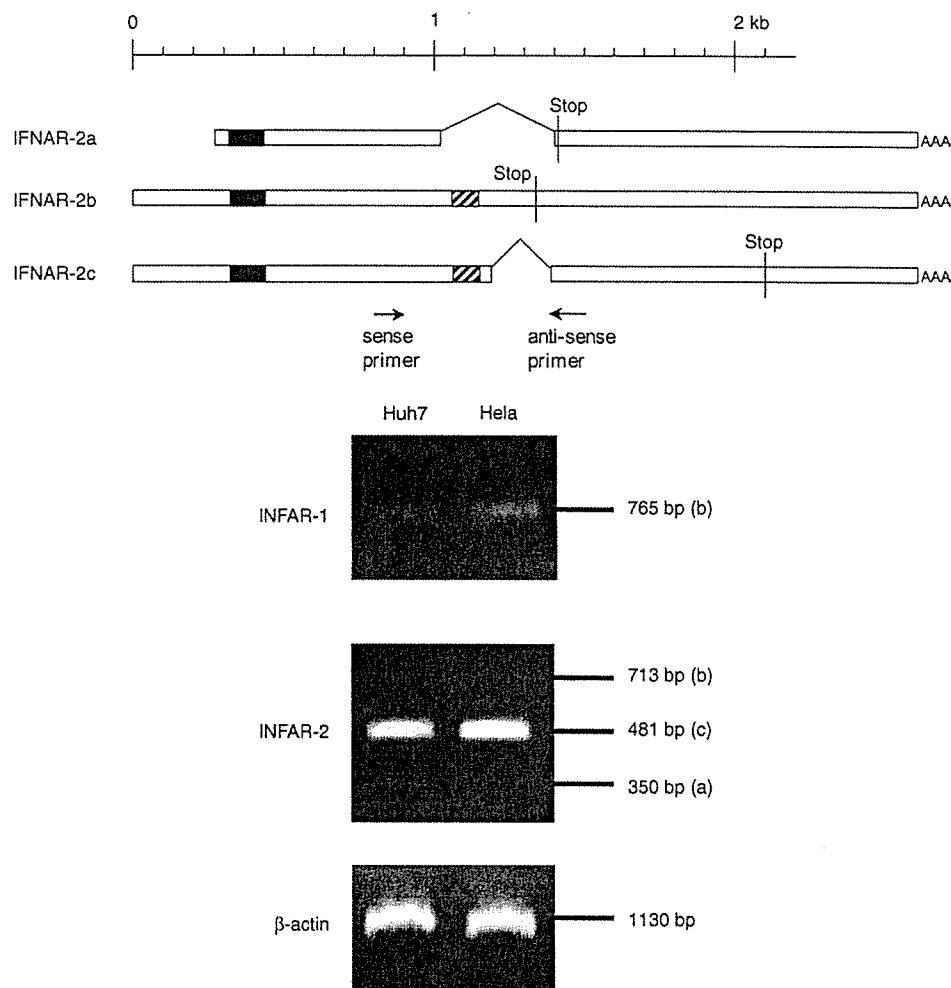 0 1 2 kb
Stop
IFNAR-2a AAA
Stop
IFNAR-2b AAA
Stop
IFNAR-2c AAA
sense primer
anti-sense primer
Huh7 Hela
INFAR-1 765 bp (b)
713 bp (b)
INFAR-2 481 bp (c)
350 bp (a)
β-actin 1130 bp